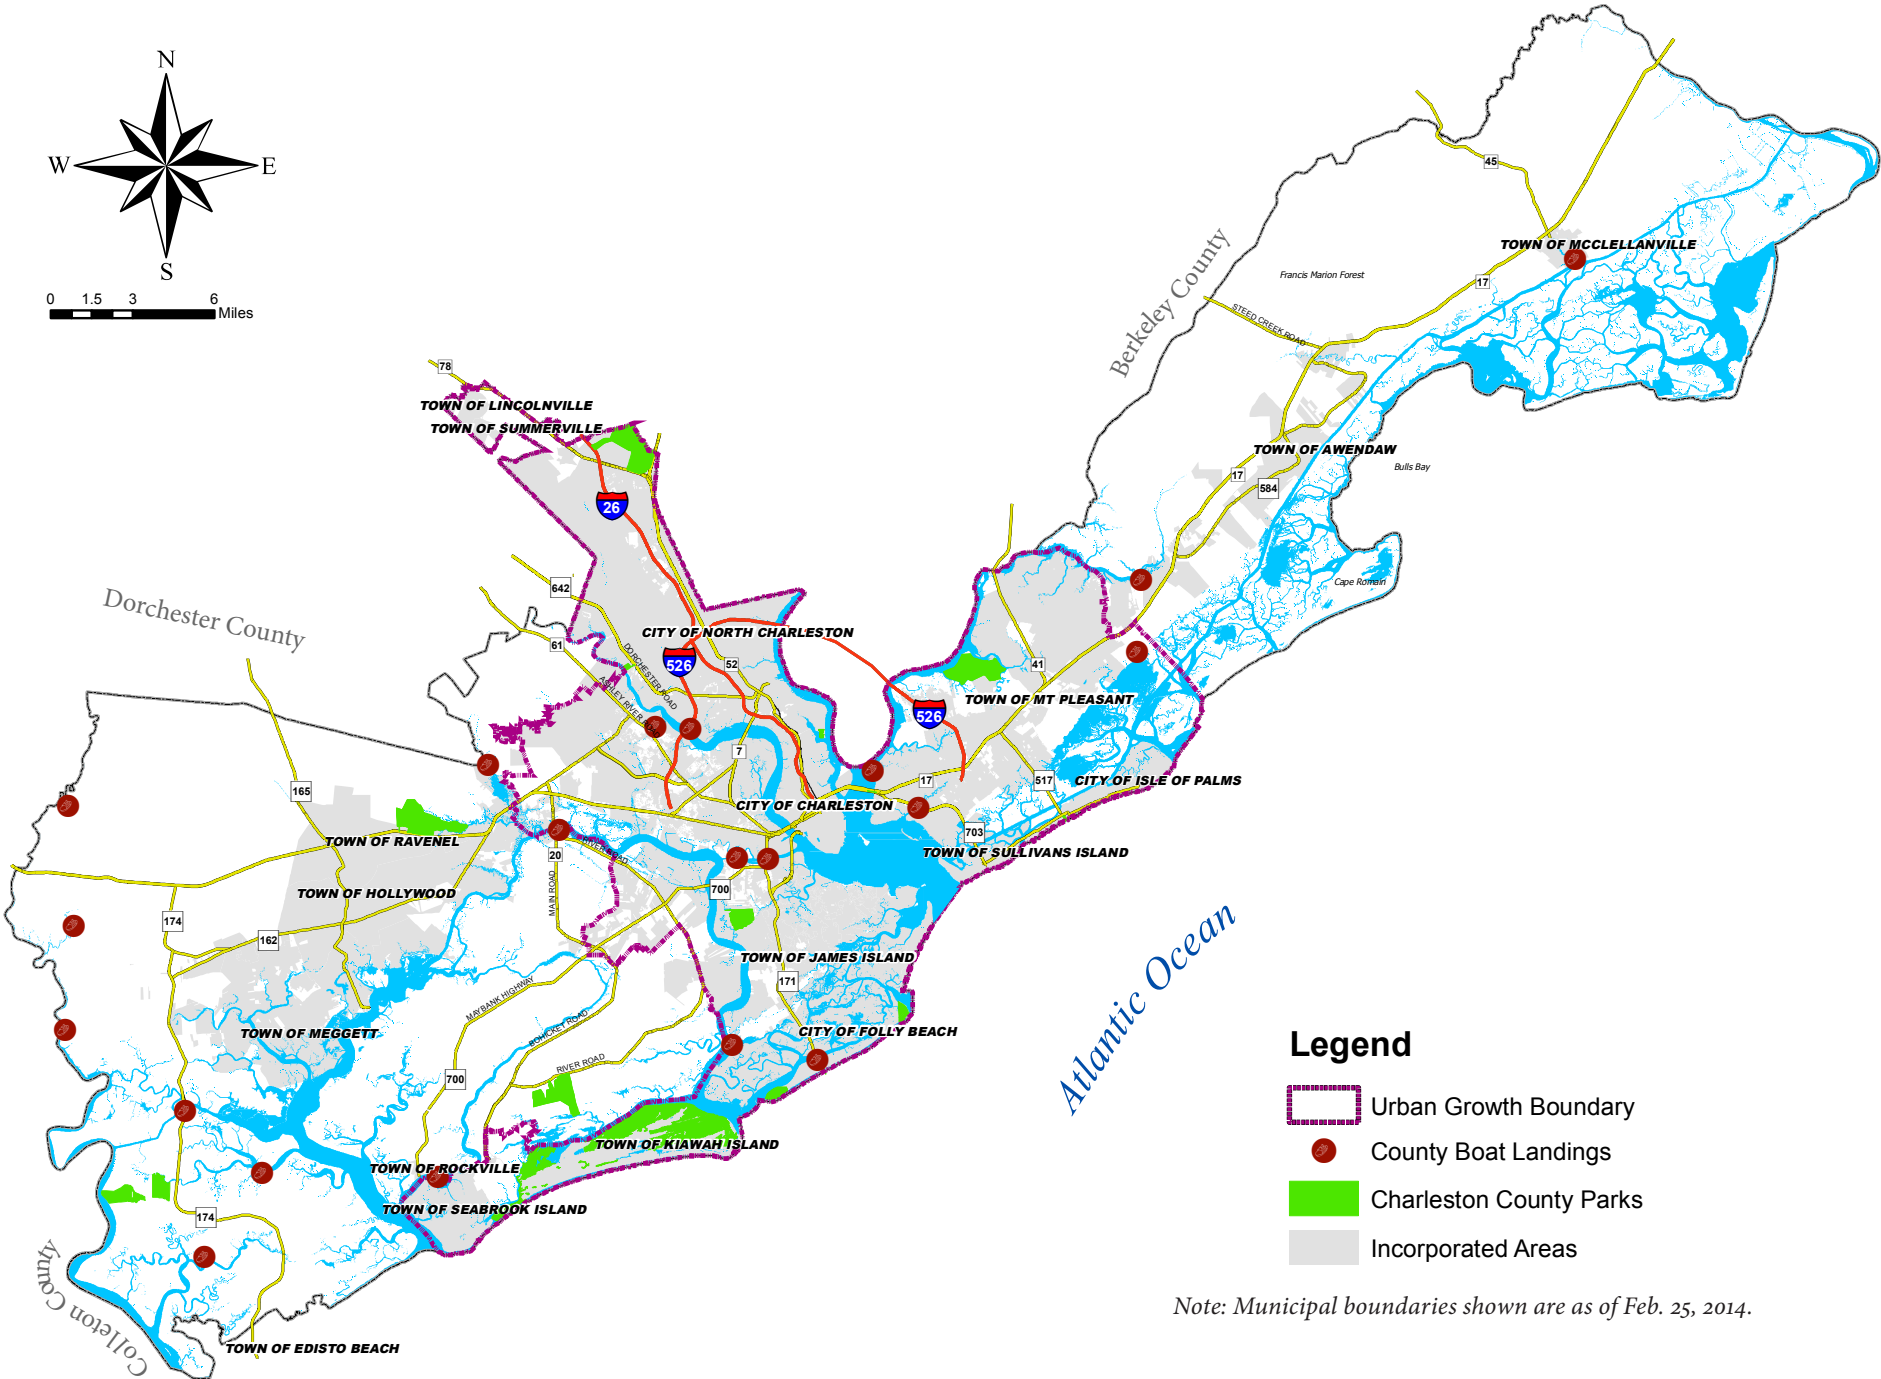 N
W
E
S
0 1.5 3 6
Miles
45
TOWN OF MCCLELLANVILLE
Berkeley County
Francis Marion Forest
17
STEED CREEK ROAD
78
TOWN OF LINCOLNVILLE
TOWN OF SUMMERVILLE
TOWN OF AWENDAW
Bulls Bay
17
584
26
Cape Romain
642
Dorchester County
CITY OF NORTH CHARLESTON
61
DORCHESTER ROAD
526
52
41
ASHLEY RIVER
TOWN OF MT PLEASANT
526
7
17
517
CITY OF ISLE OF PALMS
165
CITY OF CHARLESTON
703
TOWN OF RAVENEL
RIVER ROAD
20
TOWN OF SULLIVANS ISLAND
TOWN OF HOLLYWOOD
MAIN ROAD
700
174
162
TOWN OF JAMES ISLAND
171
MAYBANK HIGHWAY
Atlantic Ocean
TOWN OF MEGGETT
BOHICKET ROAD
CITY OF FOLLY BEACH
RIVER ROAD
700
TOWN OF KIAWAH ISLAND
TOWN OF ROCKVILLE
TOWN OF SEABROOK ISLAND
174
Colleton County
TOWN OF EDISTO BEACH
Legend
Urban Growth Boundary
County Boat Landings
Charleston County Parks
Incorporated Areas
Note: Municipal boundaries shown are as of Feb. 25, 2014.